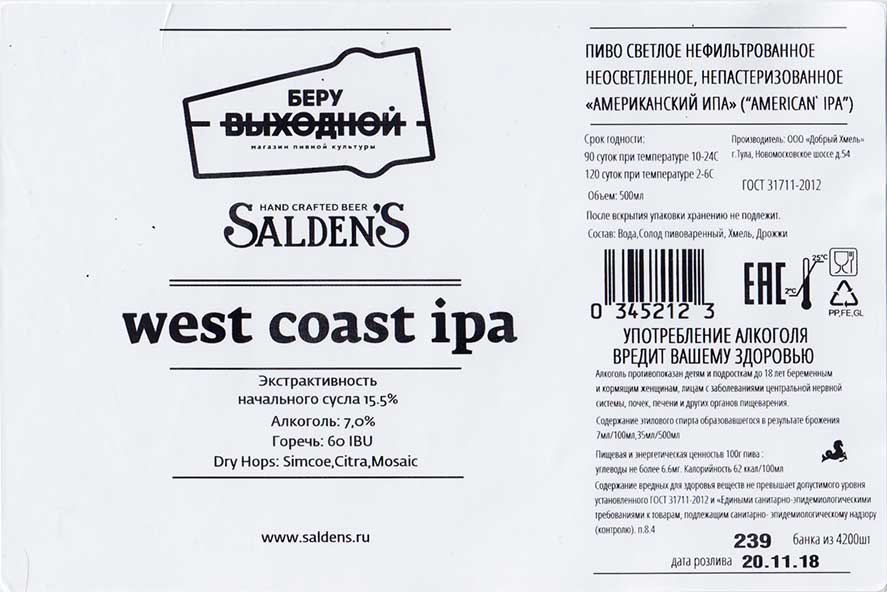 БЕРУ
ВЫХОДНОЙ
магазин пивной культуры
HAND CRAFTED BEER
SALDEN'S
west coast ipa
Экстрактивность
начального сусла 15.5%
Алкоголь: 7,0%
Горечь: 60 IBU
Dry Hops: Simcoe,Citra,Mosaic
www.saldens.ru
ПИВО СВЕТЛОЕ НЕФИЛЬТРОВАННОЕ
НЕОСВЕТЛЕННОЕ, НЕПАСТЕРИЗОВАННОЕ
«АМЕРИКАНСКИЙ ИПА» ("AMERICAN` IPA")
Срок годности:
90 суток при температуре 10-24С
120 суток при температуре 2-6С
Объем: 500мл
Производитель: ООО «Добрый Хмель»
г.Тула, Новомосковское шоссе д.54
ГОСТ 31711-2012
После вскрытия упаковки хранению не подлежит.
Состав: Вода,Солод пивоваренный, Хмель, Дрожжи
0 345212 3
EAC
25°C
2°C
PP,FE,GL
УПОТРЕБЛЕНИЕ АЛКОГОЛЯ
ВРЕДИТ ВАШЕМУ ЗДОРОВЬЮ
Алкоголь противопоказан детям и подросткам до 18 лет беременным
и кормящим женщинам, лицам с заболеваниями центральной нервной
системы, почек, печени и других органов пищеварения.
Содержание этилового спирта образовавшегося в результате брожения
7мл/100мл,35мл/500мл
Пищевая и энергетическая ценностьв 100г пива :
углеводы не более 6.6мг. Калорийность 62 ккал/100мл
Содержание вредных для здоровья веществ не превышает допустимого уровня
установленного ГОСТ 31711-2012 и «Едиными санитарно-эпидемиологическими
требованиями к товарам, подлежащим санитарно- эпидемиологическому надзору
(контролю). п.8.4
239 банка из 4200шт
дата розлива 20.11.18